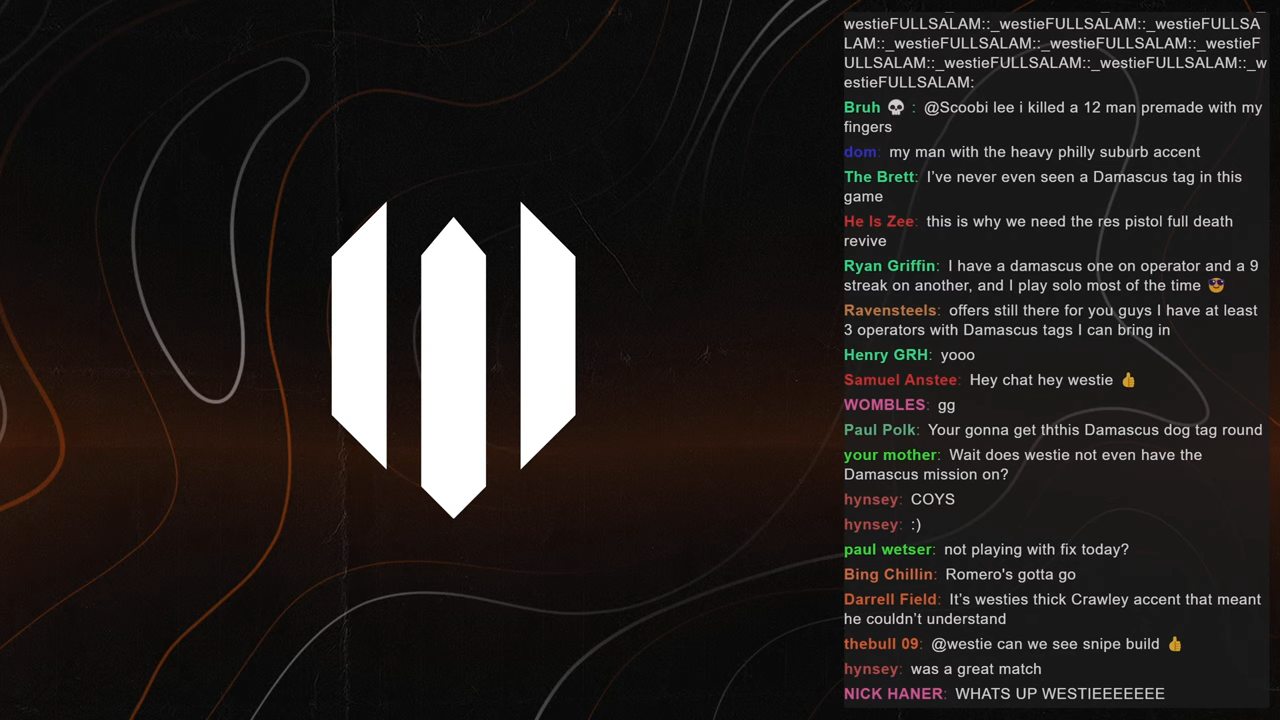 westieFULLSALAM::_westieFULLSALAM::_westieFULLSA
LAM::_westieFULLSALAM::_westieFULLSALAM::_westieF
ULLSALAM::_westieFULLSALAM::_westieFULLSALAM::_w
estieFULLSALAM:
Bruh 💀 : @Scoobi lee i killed a 12 man premade with my
fingers
dom: my man with the heavy philly suburb accent
The Brett: I've never even seen a Damascus tag in this
game
He Is Zee: this is why we need the res pistol full death
revive
Ryan Griffin: I have a damascus one on operator and a 9
streak on another, and I play solo most of the time 😎
Ravensteels: offers still there for you guys I have at least
3 operators with Damascus tags I can bring in
Henry GRH: yooo
Samuel Anstee: Hey chat hey westie 👍
WOMBLES: gg
Paul Polk: Your gonna get ththis Damascus dog tag round
your mother: Wait does westie not even have the
Damascus mission on?
hynsey: COYS
hynsey: :)
paul wetser: not playing with fix today?
Bing Chillin: Romero's gotta go
Darrell Field: It's westies thick Crawley accent that meant
he couldn't understand
thebull 09: @westie can we see snipe build 👍
hynsey: was a great match
NICK HANER: WHATS UP WESTIEEEEEEE